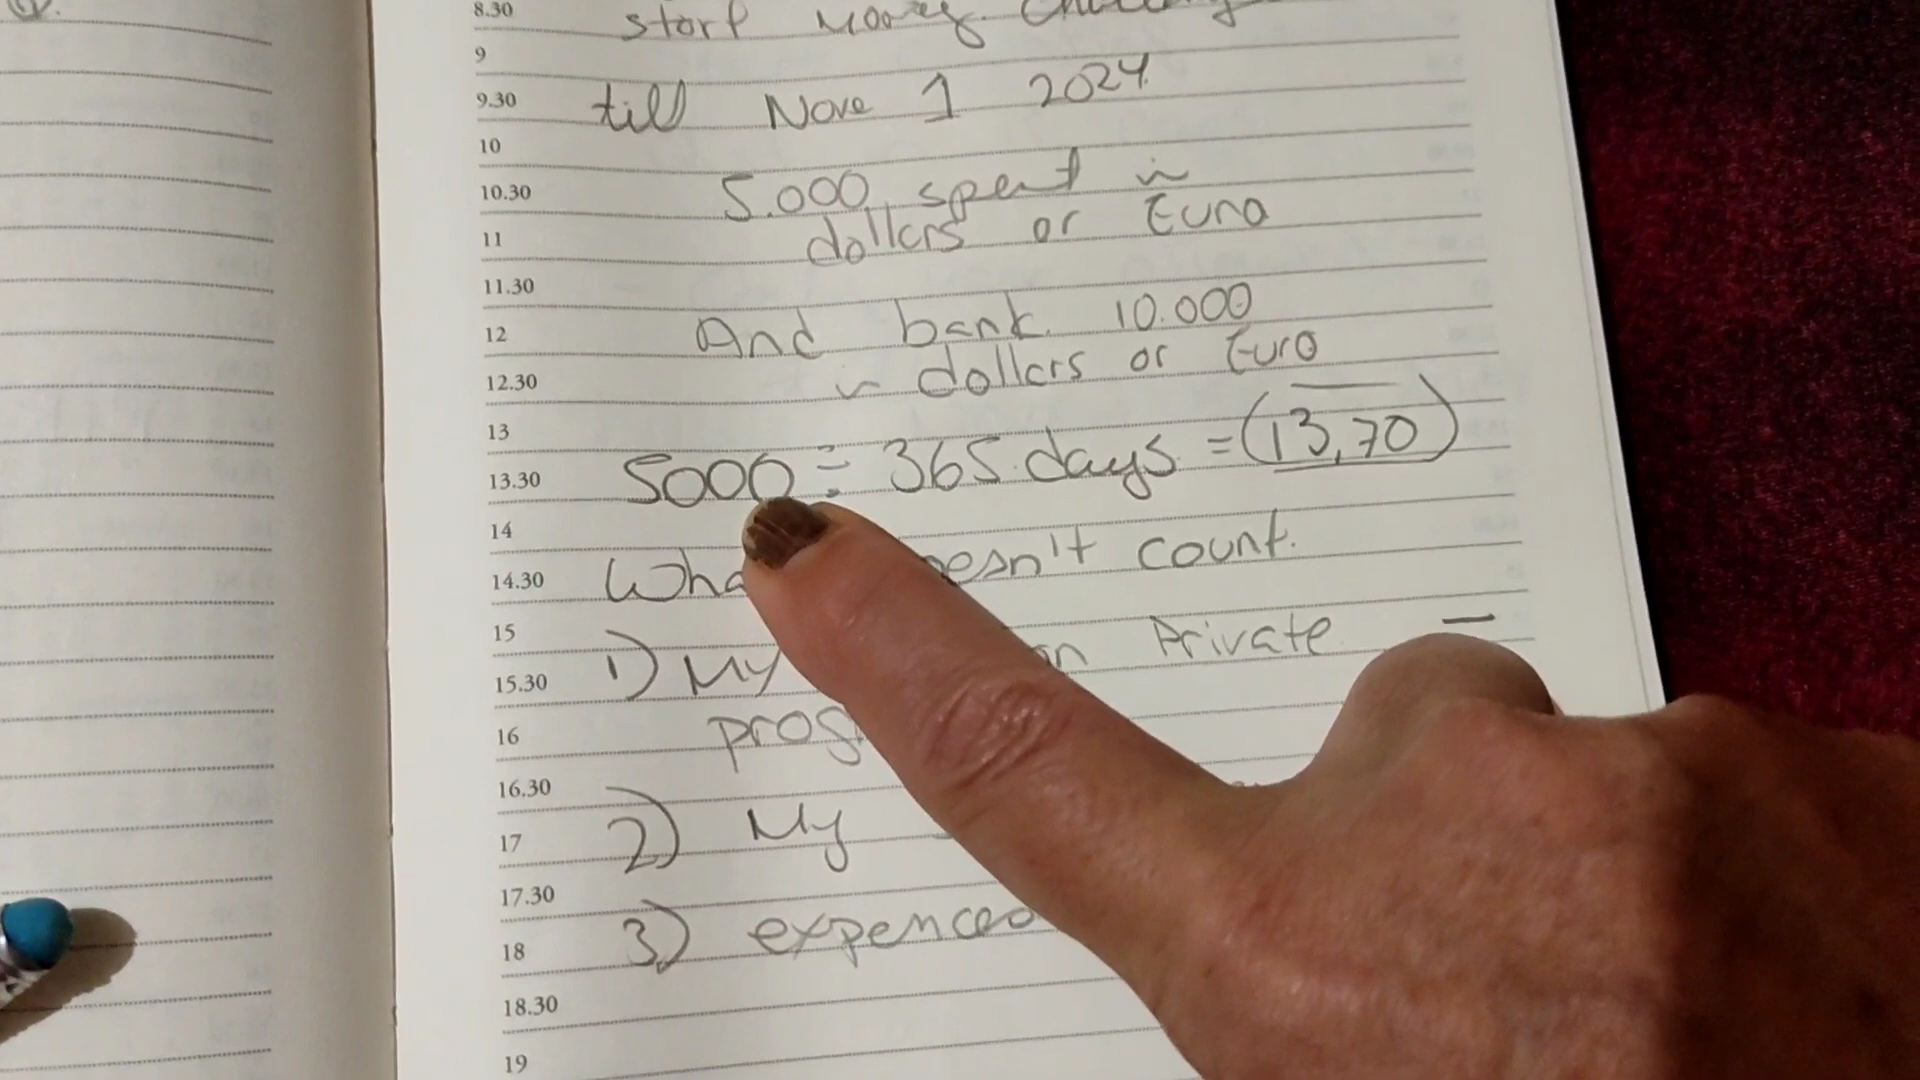 8.30 start Money
9
9.30 till Nove 1 2024
10
10.30 5.000 spent in
11 dollars or Euro
11.30
12 And bank 10.000
12.30 in dollars or Euro
13
13.30 5000 ÷ 365 days = (13,70)
14
14.30 doesn't count.
15
15.30 1) My Private –
16
16.30
17 2) My
17.30
18 3) expences
18.30
19